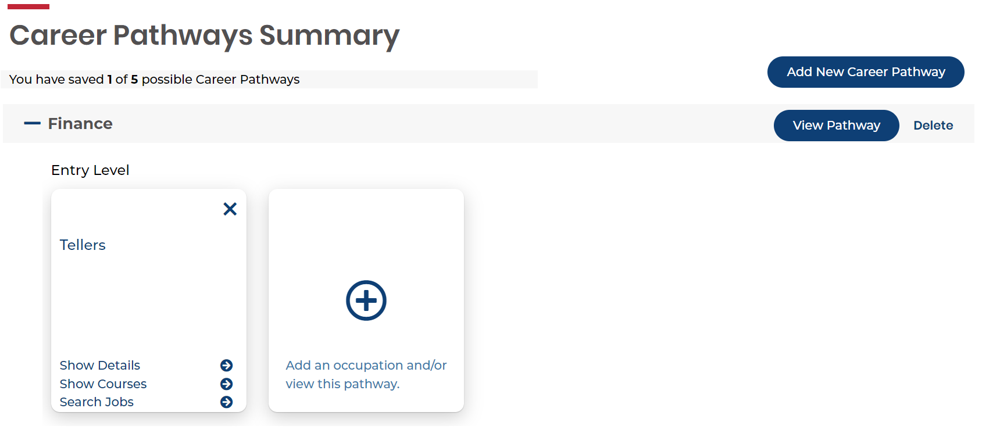 Career Pathways Summary
You have saved 1 of 5 possible Career Pathways
Add New Career Pathway
Finance
View Pathway
Delete
Entry Level
Tellers
Show Details
Show Courses
Search Jobs
Add an occupation and/or
view this pathway.